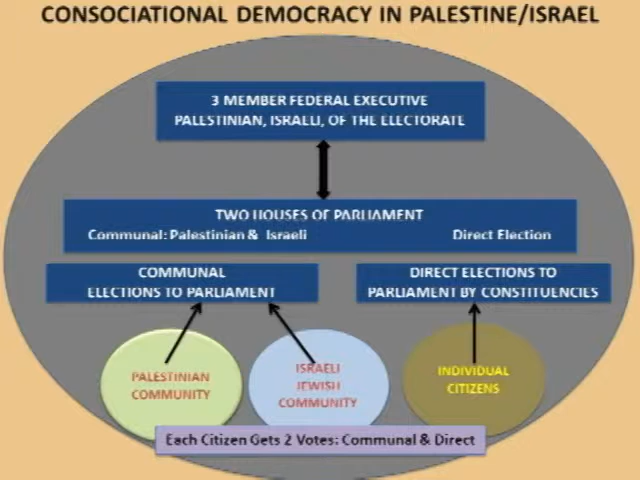 CONSOCIATIONAL DEMOCRACY IN PALESTINE/ISRAEL
3 MEMBER FEDERAL EXECUTIVE
PALESTINIAN, ISRAELI, OF THE ELECTORATE
TWO HOUSES OF PARLIAMENT
Communal: Palestinian & Israeli Direct Election
COMMUNAL
ELECTIONS TO PARLIAMENT
DIRECT ELECTIONS TO
PARLIAMENT BY CONSTITUENCIES
PALESTINIAN
COMMUNITY
ISRAELI
JEWISH
COMMUNITY
INDIVIDUAL
CITIZENS
Each Citizen Gets 2 Votes: Communal & Direct